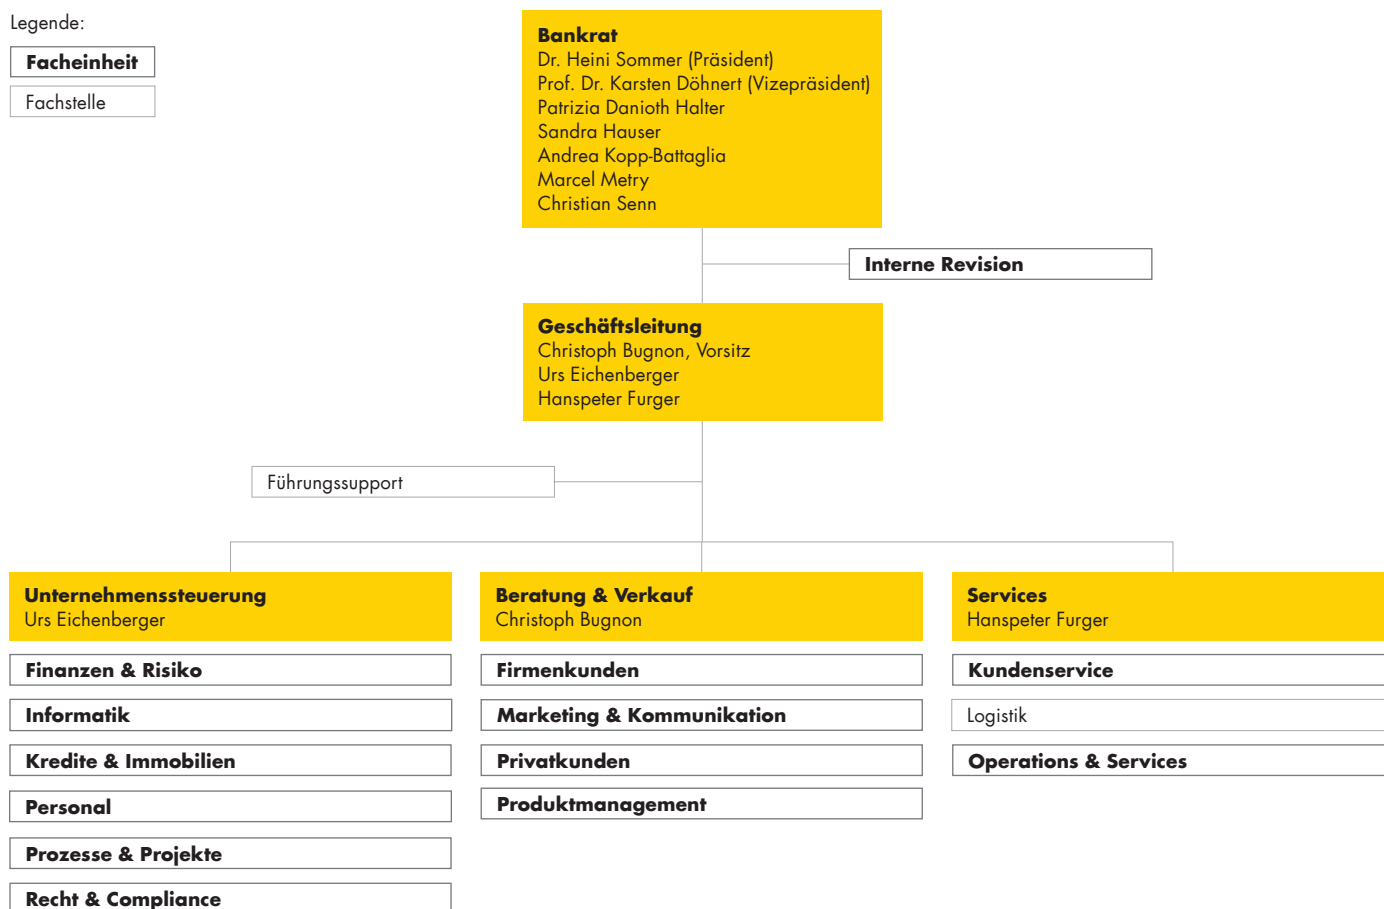 Legende:
Facheinheit
Fachstelle
Bankrat
Dr. Heini Sommer (Präsident)
Prof. Dr. Karsten Döhnert (Vizepräsident)
Patrizia Danioth Halter
Sandra Hauser
Andrea Kopp-Battaglia
Marcel Metry
Christian Senn
Interne Revision
Geschäftsleitung
Christoph Bugnon, Vorsitz
Urs Eichenberger
Hanspeter Furger
Führungssupport
Unternehmenssteuerung
Urs Eichenberger
Finanzen & Risiko
Informatik
Kredite & Immobilien
Personal
Prozesse & Projekte
Recht & Compliance
Beratung & Verkauf
Christoph Bugnon
Firmenkunden
Marketing & Kommunikation
Privatkunden
Produktmanagement
Services
Hanspeter Furger
Kundenservice
Logistik
Operations & Services